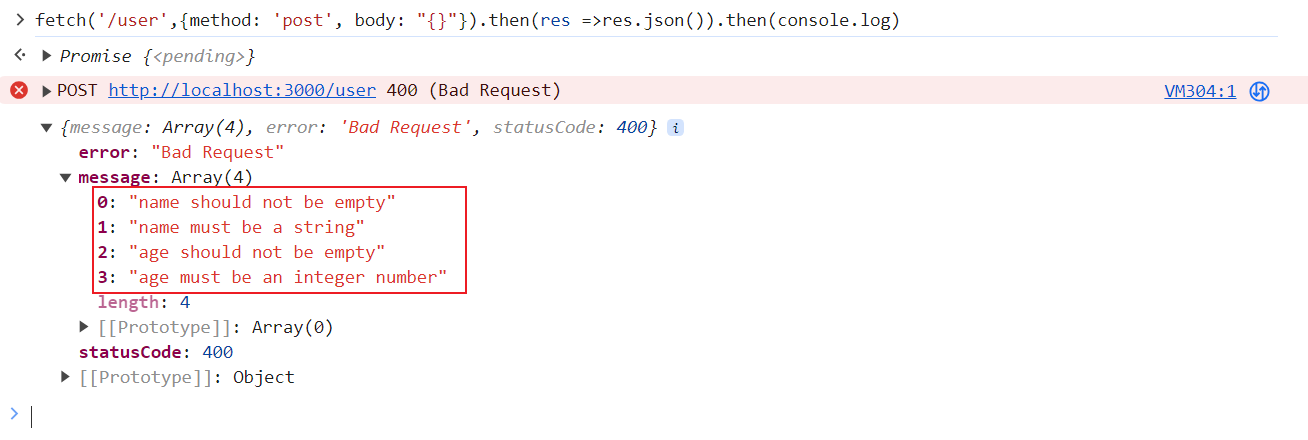 fetch('/user',{method: 'post', body: "{}"}).then(res =>res.json()).then(console.log)
Promise {<pending>}
POST http://localhost:3000/user 400 (Bad Request) VM304:1
{message: Array(4), error: 'Bad Request', statusCode: 400} i
error: "Bad Request"
message: Array(4)
0: "name should not be empty"
1: "name must be a string"
2: "age should not be empty"
3: "age must be an integer number"
length: 4
[[Prototype]]: Array(0)
statusCode: 400
[[Prototype]]: Object